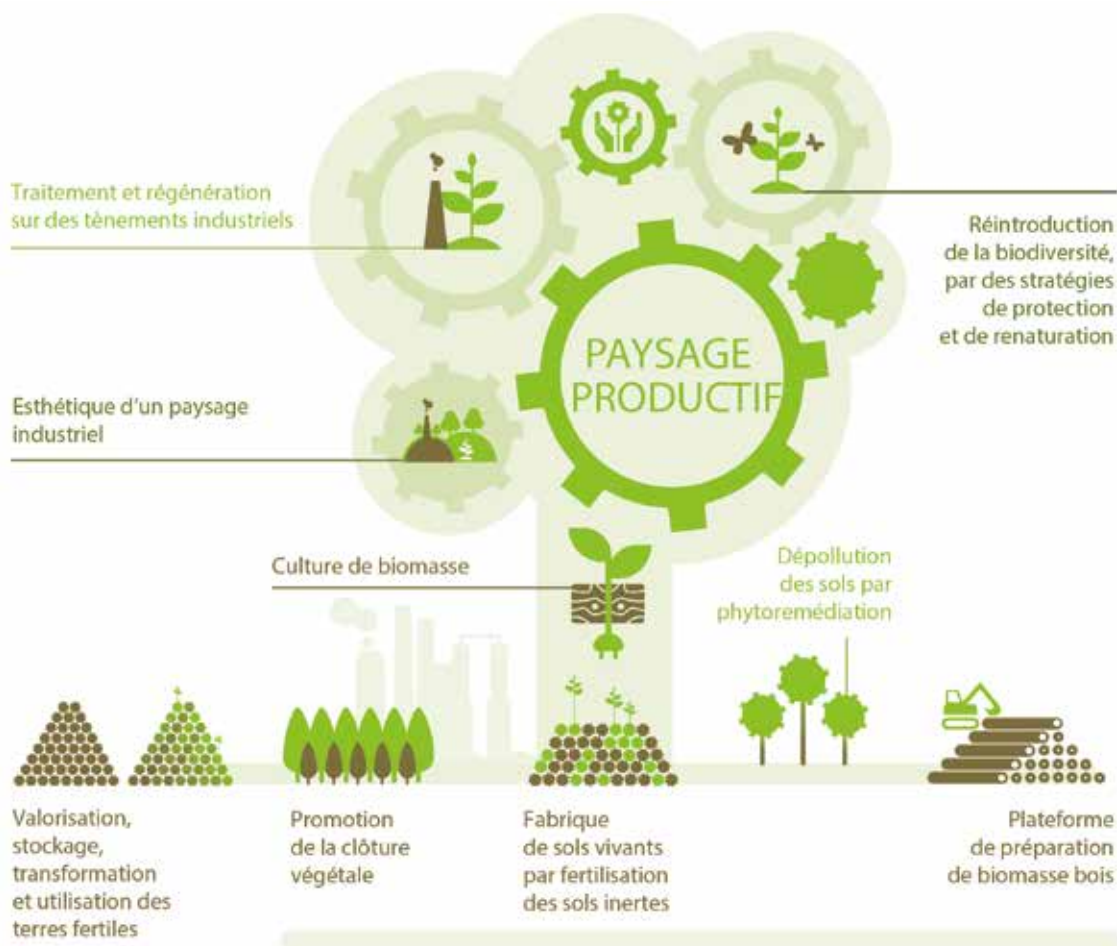 Traitement et régénération
sur des tènements industriels
Réintroduction
de la biodiversité,
par des stratégies
de protection
et de renaturation
PAYSAGE
PRODUCTIF
Esthétique d'un paysage
industriel
Culture de biomasse
Dépollution
des sols par
phytoremédiation
Valorisation,
stockage,
transformation
et utilisation des
terres fertiles
Promotion
de la clôture
végétale
Fabrique
de sols vivants
par fertilisation
des sols inertes
Plateforme
de préparation
de biomasse bois